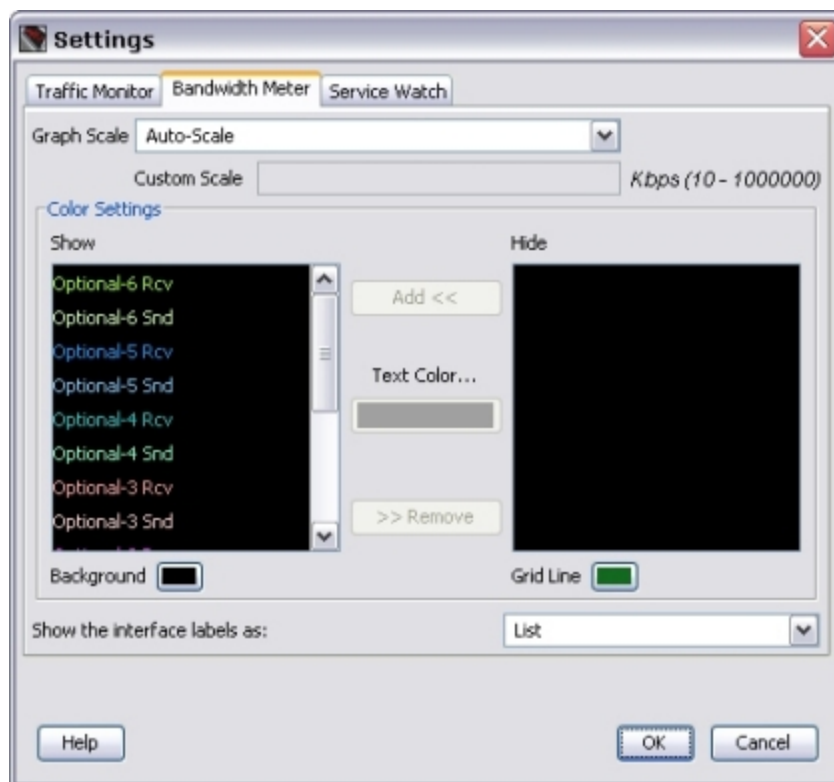 Settings
Traffic Monitor Bandwidth Meter Service Watch
Graph Scale Auto-Scale
Custom Scale Kbps (10 - 1000000)
Color Settings
Show Hide
Optional-6 Rcv
Optional-6 Snd
Optional-5 Rcv
Optional-5 Snd
Optional-4 Rcv
Optional-4 Snd
Optional-3 Rcv
Optional-3 Snd
Add <<
Text Color...
>> Remove
Background Grid Line
Show the interface labels as: List
Help OK Cancel